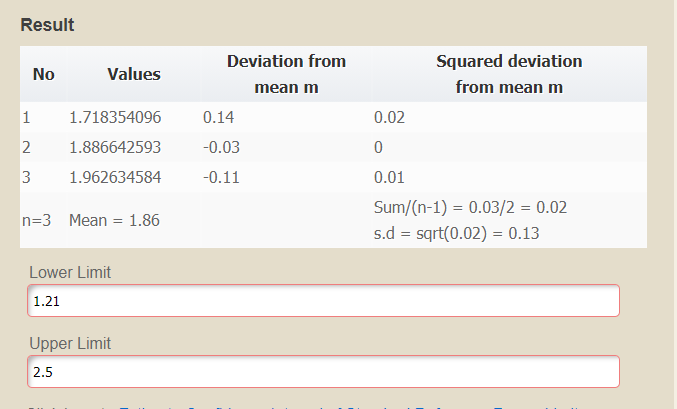 Result
No Values Deviation from mean m Squared deviation from mean m
1 1.718354096 0.14 0.02
2 1.886642593 -0.03 0
3 1.962634584 -0.11 0.01
n=3 Mean = 1.86 Sum/(n-1) = 0.03/2 = 0.02
s.d = sqrt(0.02) = 0.13
Lower Limit
1.21
Upper Limit
2.5